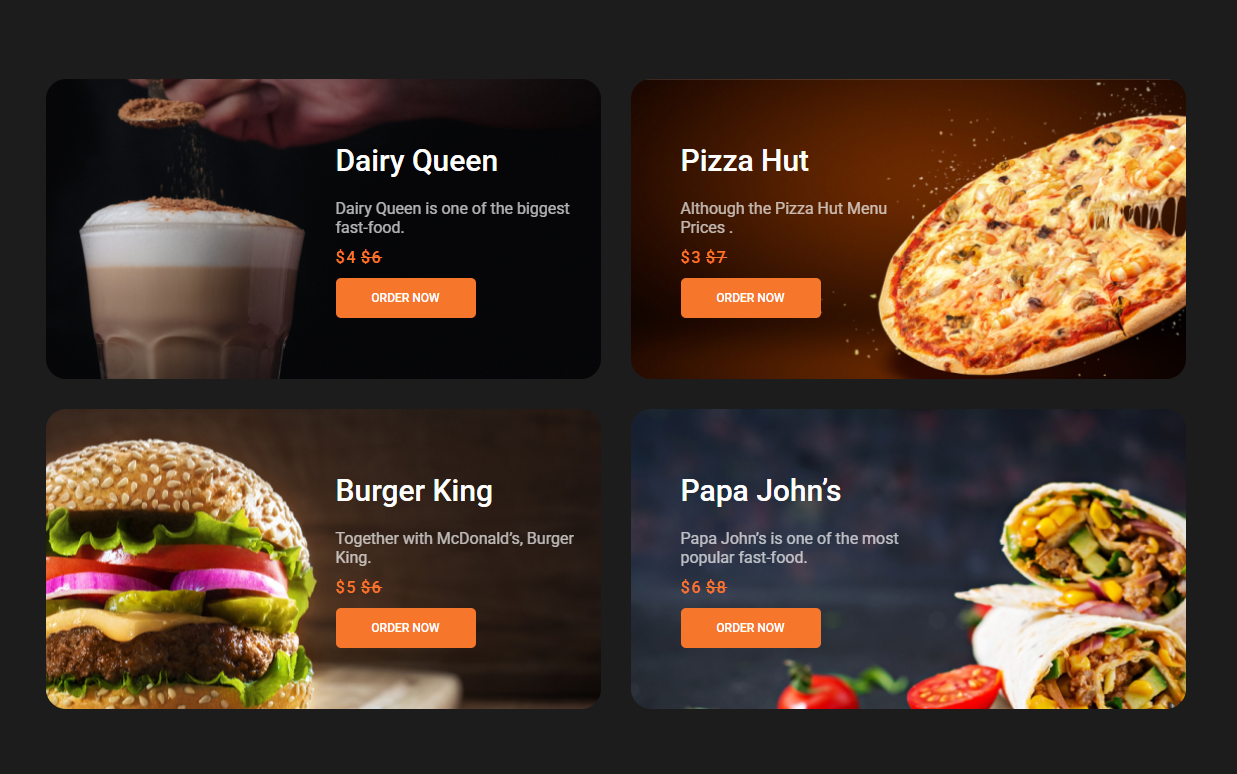 Dairy Queen
Dairy Queen is one of the biggest
fast-food.
$4 $6
ORDER NOW
Pizza Hut
Although the Pizza Hut Menu
Prices .
$3 $7
ORDER NOW
Burger King
Together with McDonald’s, Burger
King.
$5 $6
ORDER NOW
Papa John’s
Papa John’s is one of the most
popular fast-food.
$6 $8
ORDER NOW